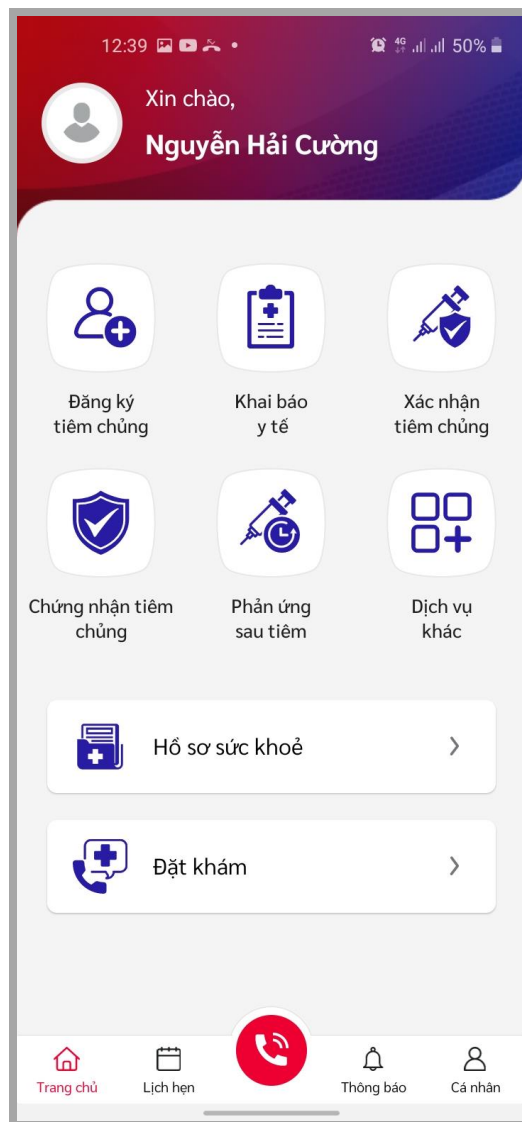 12:39
4G 50%
Xin chào,
Nguyễn Hải Cường
Đăng ký
tiêm chủng
Khai báo
y tế
Xác nhận
tiêm chủng
Chứng nhận tiêm
chủng
Phản ứng
sau tiêm
Dịch vụ
khác
Hồ sơ sức khoẻ
Đặt khám
Trang chủ
Lịch hẹn
Thông báo
Cá nhân